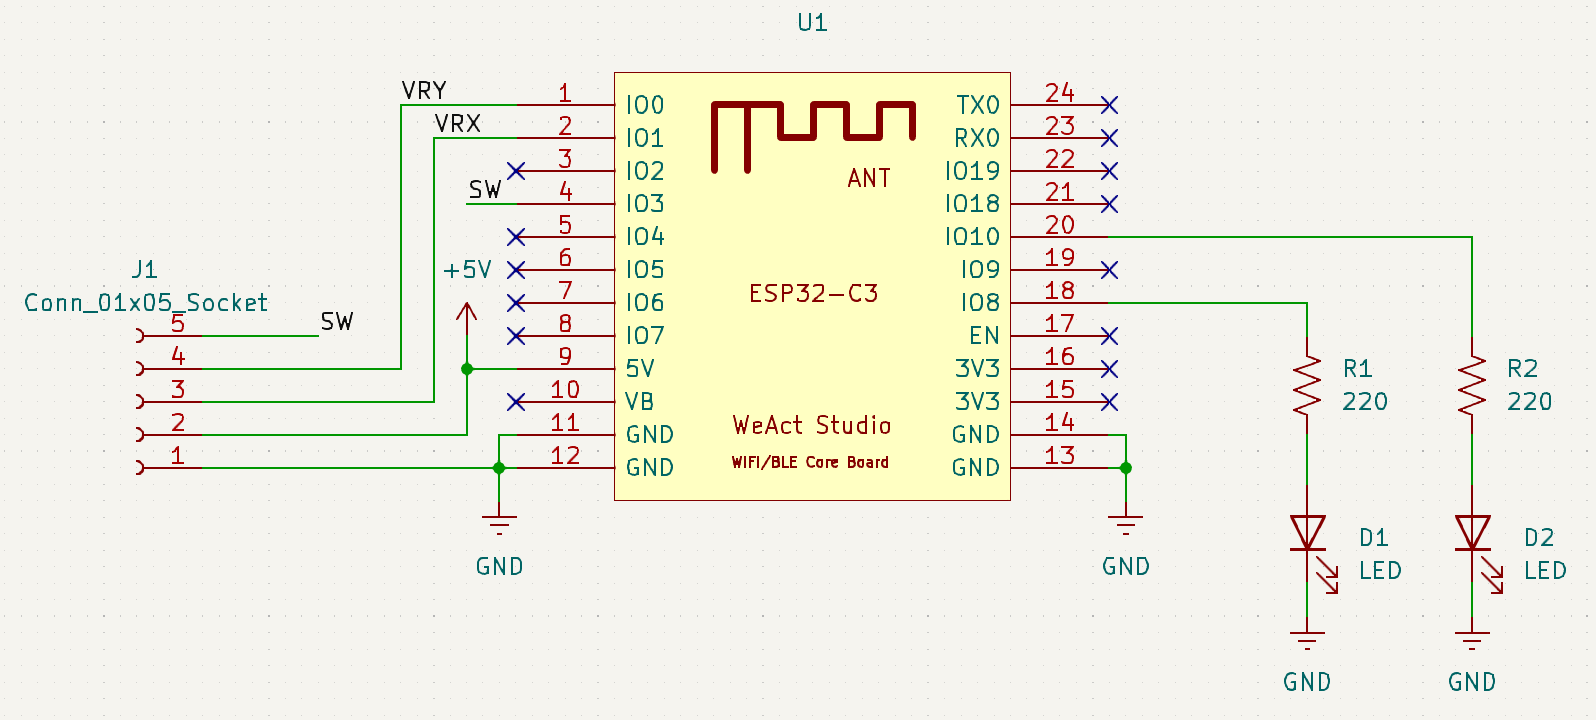 U1
VRY
VRX
SW
+5V
J1
Conn_01x05_Socket
SW
5
4
3
2
1
1 IO0
2 IO1
3 IO2
4 IO3
5 IO4
6 IO5
7 IO6
8 IO7
9 5V
10 VB
11 GND
12 GND
ANT
ESP32-C3
WeAct Studio
WIFI/BLE Core Board
TX0 24
RX0 23
IO19 22
IO18 21
IO10 20
IO9 19
IO8 18
EN 17
3V3 16
3V3 15
GND 14
GND 13
GND
GND
R1
220
R2
220
D1
LED
D2
LED
GND
GND